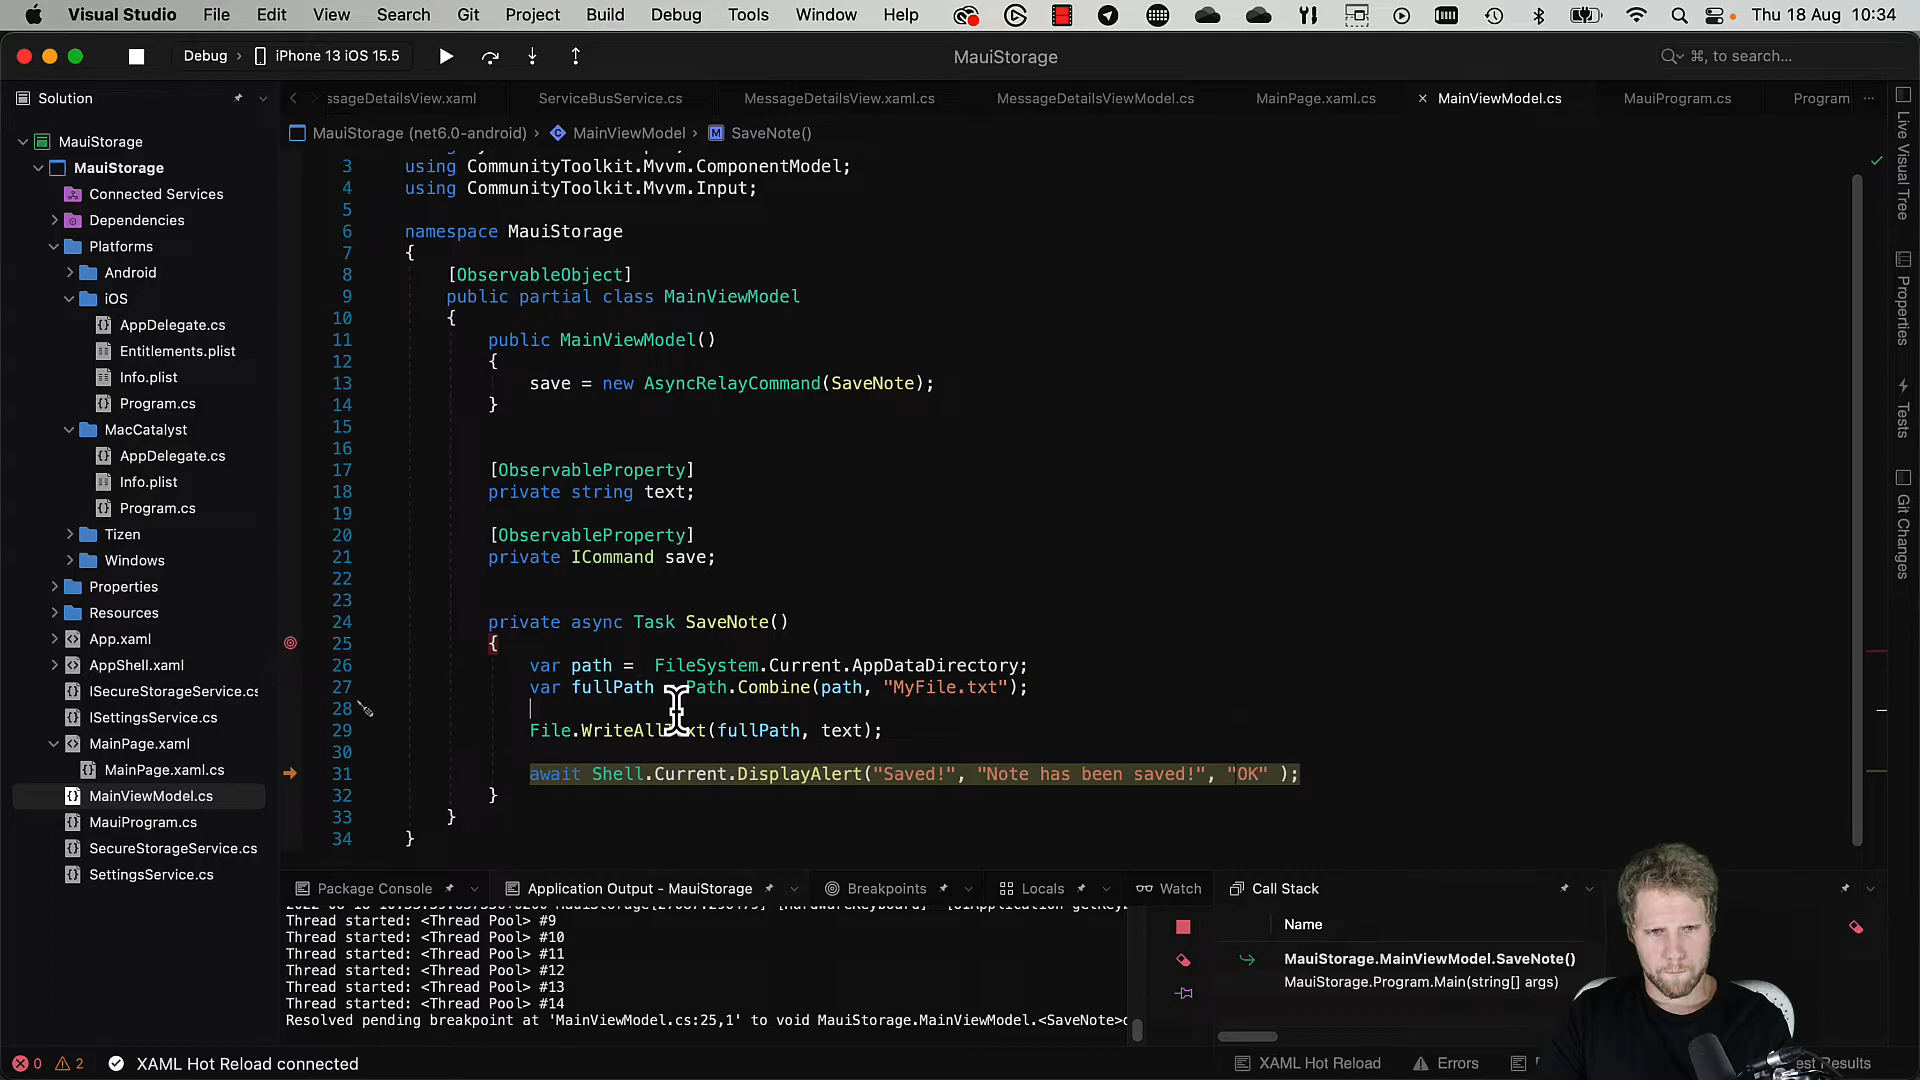 Visual Studio File Edit View Search Git Project Build Debug Tools Window Help Thu 18 Aug 10:34
Debug › iPhone 13 iOS 15.5 MauiStorage ⌘, to search...
Solution
ssageDetailsView.xaml ServiceBusService.cs MessageDetailsView.xaml.cs MessageDetailsViewModel.cs MainPage.xaml.cs MainViewModel.cs MauiProgram.cs Program
MauiStorage (net6.0-android) › MainViewModel › SaveNote()
MauiStorage
MauiStorage
Connected Services
Dependencies
Platforms
Android
iOS
AppDelegate.cs
Entitlements.plist
Info.plist
Program.cs
MacCatalyst
AppDelegate.cs
Info.plist
Program.cs
Tizen
Windows
Properties
Resources
App.xaml
AppShell.xaml
ISecureStorageService.cs
ISettingsService.cs
MainPage.xaml
MainPage.xaml.cs
MainViewModel.cs
MauiProgram.cs
SecureStorageService.cs
SettingsService.cs
3 using CommunityToolkit.Mvvm.ComponentModel;
4 using CommunityToolkit.Mvvm.Input;
5
6 namespace MauiStorage
7 {
8 [ObservableObject]
9 public partial class MainViewModel
10 {
11 public MainViewModel()
12 {
13 save = new AsyncRelayCommand(SaveNote);
14 }
15
16
17 [ObservableProperty]
18 private string text;
19
20 [ObservableProperty]
21 private ICommand save;
22
23
24 private async Task SaveNote()
25 {
26 var path = FileSystem.Current.AppDataDirectory;
27 var fullPath Path.Combine(path, "MyFile.txt");
28
29 File.WriteAllText(fullPath, text);
30
31 await Shell.Current.DisplayAlert("Saved!", "Note has been saved!", "OK" );
32 }
33 }
34 }
Live Visual Tree
Properties
Tests
Git Changes
Package Console Application Output - MauiStorage Breakpoints Locals Watch Call Stack
Thread started: <Thread Pool> #9
Thread started: <Thread Pool> #10
Thread started: <Thread Pool> #11
Thread started: <Thread Pool> #12
Thread started: <Thread Pool> #13
Thread started: <Thread Pool> #14
Resolved pending breakpoint at 'MainViewModel.cs:25,1' to void MauiStorage.MainViewModel.<SaveNote>
Name
MauiStorage.MainViewModel.SaveNote()
MauiStorage.Program.Main(string[] args)
0 2 XAML Hot Reload connected XAML Hot Reload Errors est Results